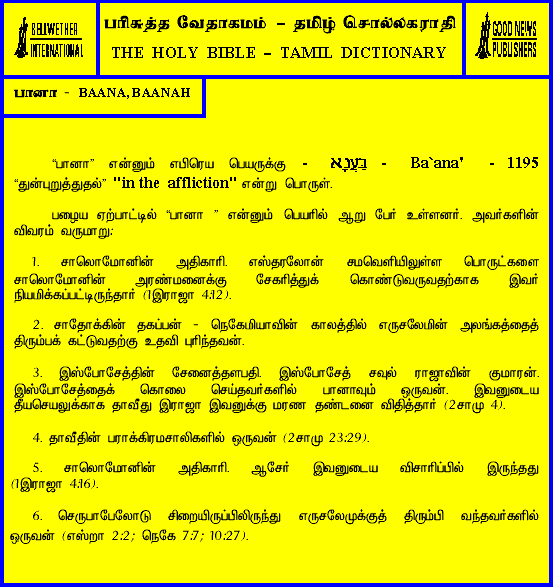 BELLWETHER
INTERNATIONAL
பரிசுத்த வேதாகமம் – தமிழ் சொல்லகராதி
THE HOLY BIBLE – TAMIL DICTIONARY
GOOD NEWS
PUBLISHERS
பானா - BAANA,BAANAH
“பானா” என்னும் எபிரெய பெயருக்கு - בַּעֲנָא - Ba`ana' - 1195
“துன்புறுத்துதல்” "in the affliction" என்று பொருள்.
பழைய ஏற்பாட்டில் “பானா ” என்னும் பெயரில் ஆறு பேர் உள்ளனர். அவர்களின்
விவரம் வருமாறு:
1. சாலொமோனின் அதிகாரி. எஸ்தரலோன் சமவெளியிலுள்ள பொருட்களை
சாலொமோனின் அரண்மனைக்கு சேகரித்துக் கொண்டுவருவதற்காக இவர்
நியமிக்கப்பட்டிருந்தார் (1இராஜா 4:12).
2. சாதோக்கின் தகப்பன் - நெகேமியாவின் காலத்தில் எருசலேமின் அலங்கத்தைத்
திரும்பக் கட்டுவதற்கு உதவி புரிந்தவன்.
3. இஸ்போசேத்தின் சேனைத்தளபதி. இஸ்போசேத் சவுல் ராஜாவின் குமாரன்.
இஸ்போசேத்தைக் கொலை செய்தவர்களில் பானாவும் ஒருவன். இவனுடைய
தீயசெயலுக்காக தாவீது இராஜா இவனுக்கு மரண தண்டனை விதித்தார் (2சாமு 4).
4. தாவீதின் பராக்கிரமசாலிகளில் ஒருவன் (2சாமு 23:29).
5. சாலொமோனின் அதிகாரி. ஆசேர் இவனுடைய விசாரிப்பில் இருந்தது
(1இராஜா 4:16).
6. செருபாபேலோடு சிறையிருப்பிலிருந்து எருசலேமுக்குத் திரும்பி வந்தவர்களில்
ஒருவன் (எஸ்றா 2:2; நெகே 7:7; 10:27).